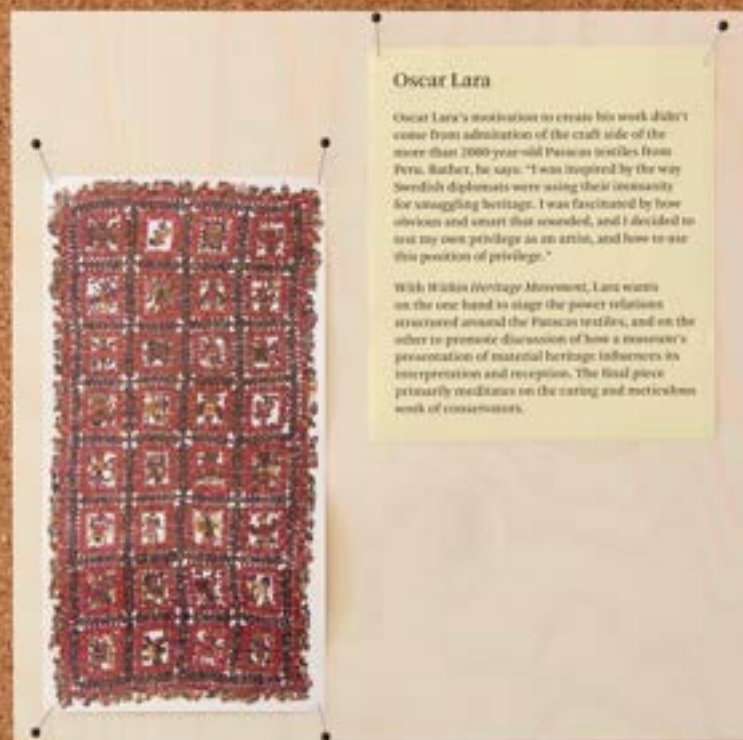 Oscar Lara
Oscar Lara's motivation to create his work didn't
come from admiration of the craft side of the
more than 2000-year-old Paracas textiles from
Peru. Rather, he says: "I was inspired by the way
Swedish diplomats were using their immunity
for smuggling heritage. I was fascinated by how
obvious and smart that sounded, and I decided to
test my own privilege as an artist, and how to use
this position of privilege."
With Within Heritage Movement, Lara wants
on the one hand to stage the power relations
structured around the Paracas textiles, and on the
other to promote discussion of how a museum's
presentation of material heritage influences its
interpretation and reception. The final piece
primarily meditates on the caring and meticulous
work of conservators.